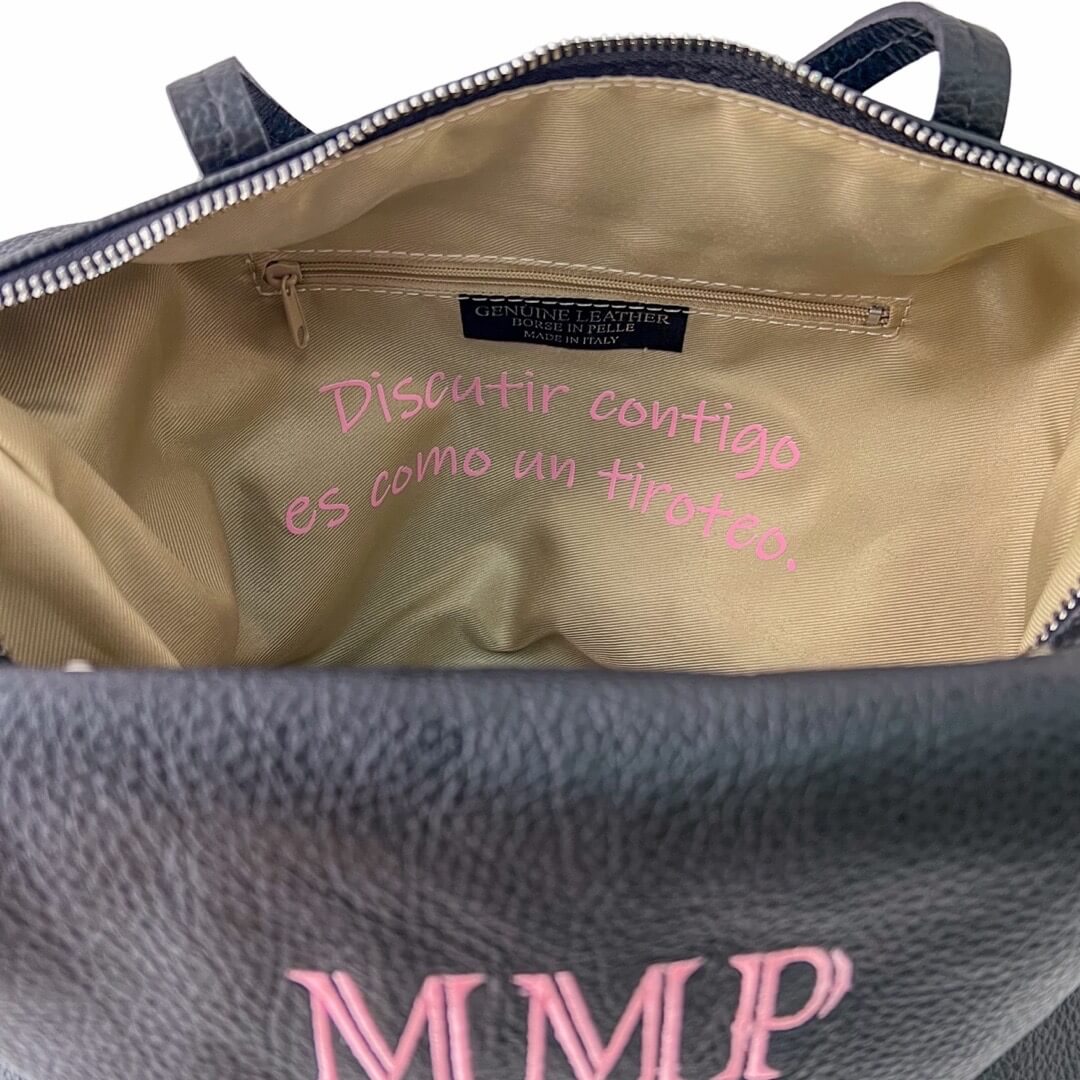 GENUINE LEATHER
BORSE IN PELLE
MADE IN ITALY
Discutir contigo
es como un tiroteo.
MMP